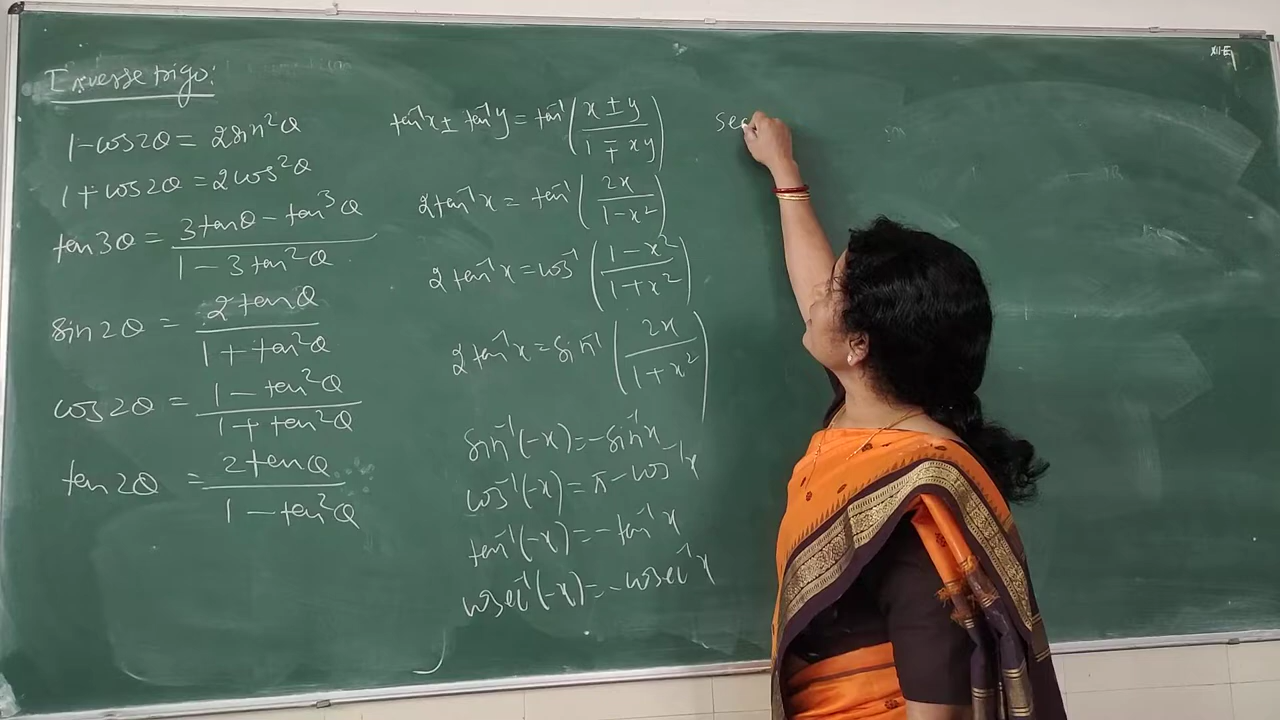 Inverse trigo:
1-cos2θ = 2sin²θ
1+cos2θ = 2cos²θ
tan3θ = (3tanθ - tan³θ)/(1 - 3tan²θ)
sin2θ = (2tanθ)/(1 + tan²θ)
cos2θ = (1 - tan²θ)/(1 + tan²θ)
tan2θ = (2tanθ)/(1 - tan²θ)
tan⁻¹x ± tan⁻¹y = tan⁻¹((x ± y)/(1 ∓ xy))
2tan⁻¹x = tan⁻¹(2x/(1-x²))
2tan⁻¹x = cos⁻¹((1-x²)/(1+x²))
2tan⁻¹x = sin⁻¹(2x/(1+x²))
sin⁻¹(-x) = -sin⁻¹x
cos⁻¹(-x) = π-cos⁻¹x
tan⁻¹(-x) = -tan⁻¹x
cosec⁻¹(-x) = -cosec⁻¹x
sec
XII-E